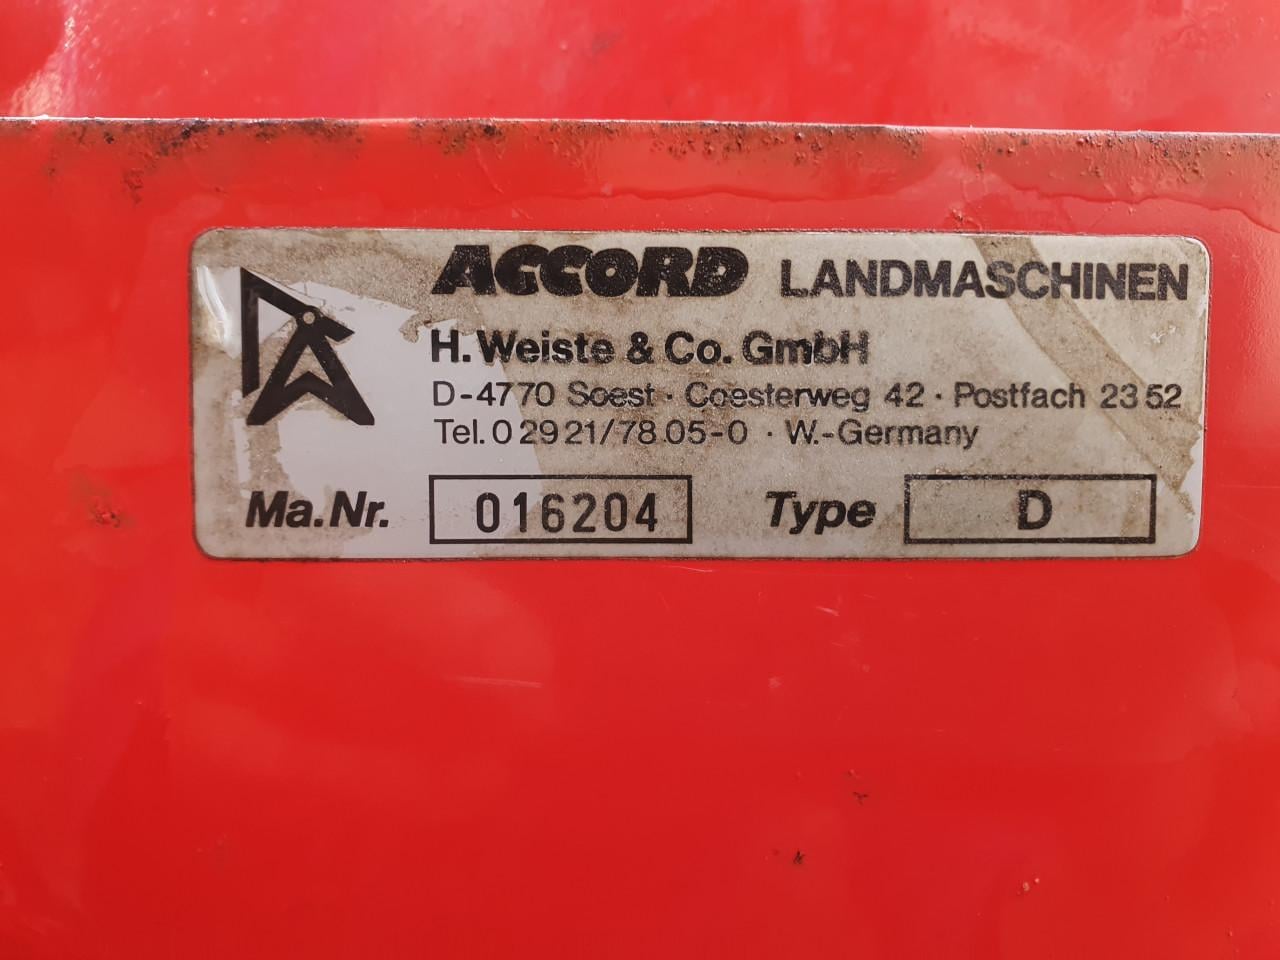 ACCORD LANDMASCHINEN
H. Weiste & Co. GmbH
D-4770 Soest · Coesterweg 42 · Postfach 23 52
Tel. 0 29 21/78 05-0 · W.-Germany
Ma.Nr. 016204 Type D